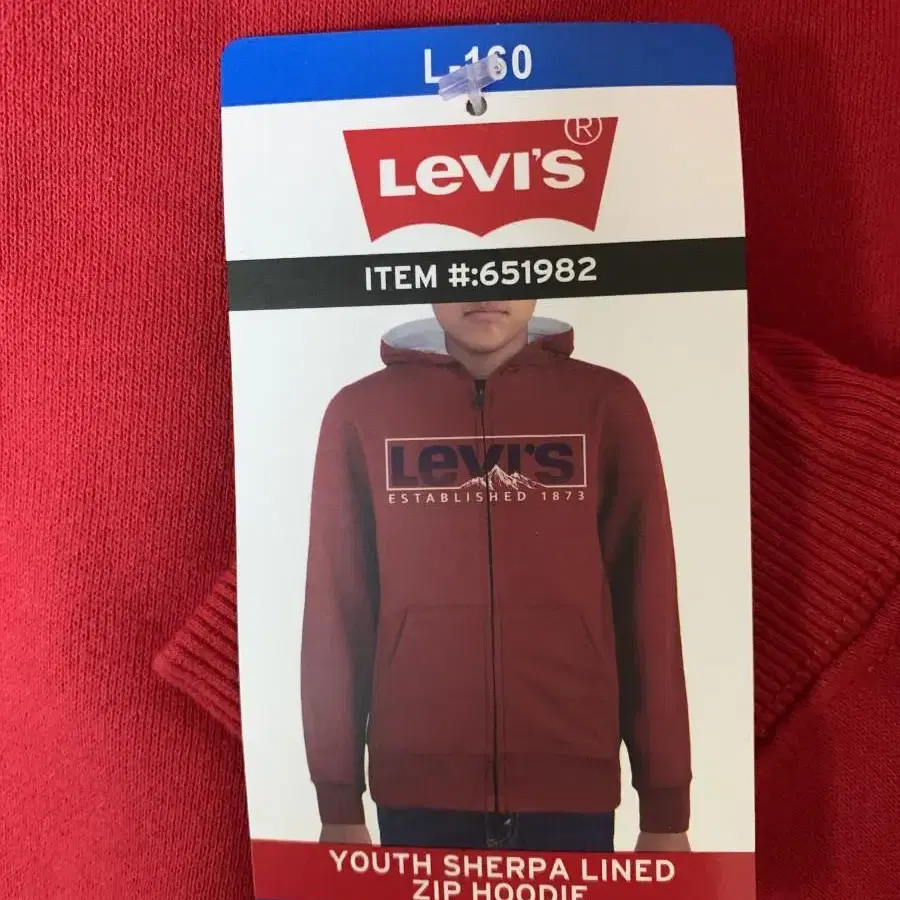 L-160
LEVI'S ®
ITEM #:651982
LEVI'S
ESTABLISHED 1873
YOUTH SHERPA LINED
ZIP HOODIE